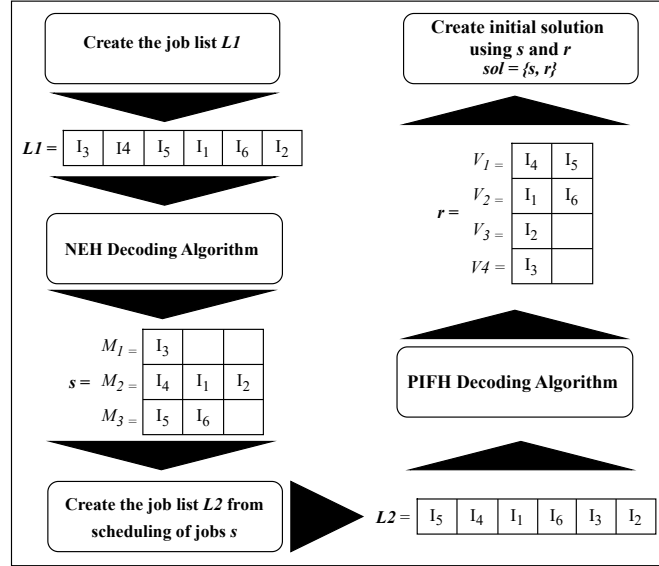 Create the job list L1
L1 = I3 I4 I5 I1 I6 I2
NEH Decoding Algorithm
M1 = I3
s = M2 = I4 I1 I2
M3 = I5 I6
Create the job list L2 from
scheduling of jobs s
L2 = I5 I4 I1 I6 I3 I2
PIFH Decoding Algorithm
V1 = I4 I5
V2 = I1 I6
r =
V3 = I2
V4 = I3
Create initial solution
using s and r
sol = {s, r}